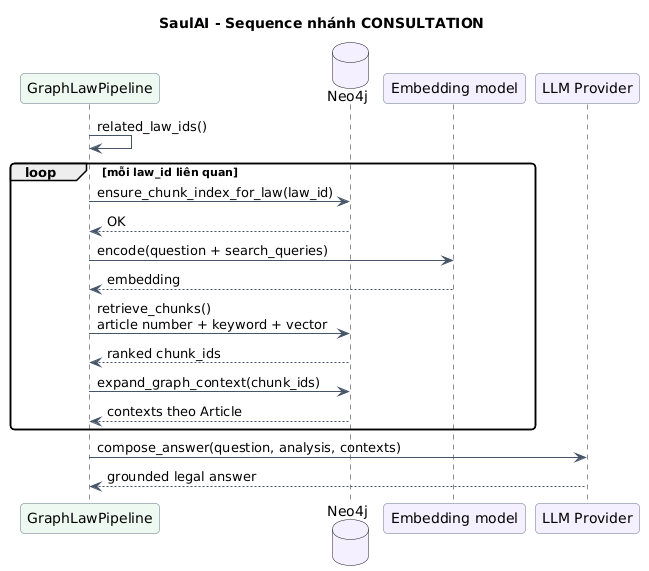 SaulAI - Sequence nhánh CONSULTATION
GraphLawPipeline
Neo4j
Embedding model
LLM Provider
related_law_ids()
loop
[mỗi law_id liên quan]
ensure_chunk_index_for_law(law_id)
OK
encode(question + search_queries)
embedding
retrieve_chunks()
article number + keyword + vector
ranked chunk_ids
expand_graph_context(chunk_ids)
contexts theo Article
compose_answer(question, analysis, contexts)
grounded legal answer
GraphLawPipeline
Neo4j
Embedding model
LLM Provider